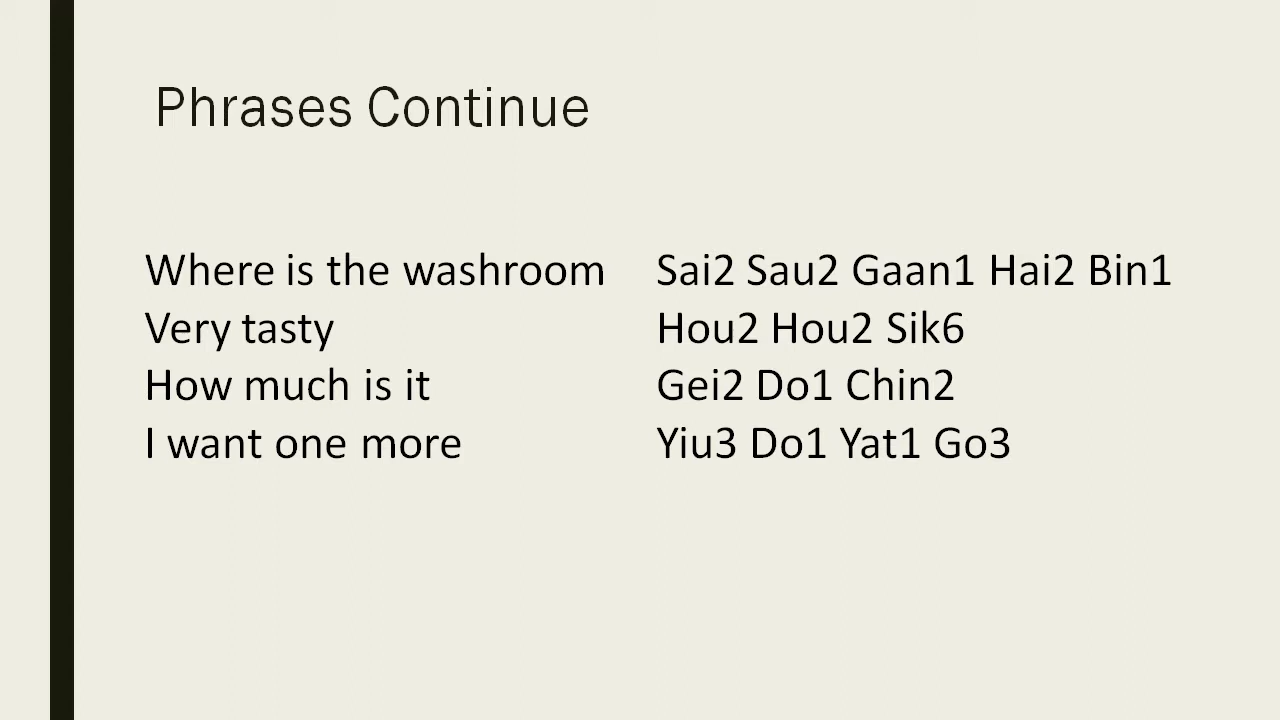 Phrases Continue
Where is the washroom Sai2 Sau2 Gaan1 Hai2 Bin1
Very tasty Hou2 Hou2 Sik6
How much is it Gei2 Do1 Chin2
I want one more Yiu3 Do1 Yat1 Go3